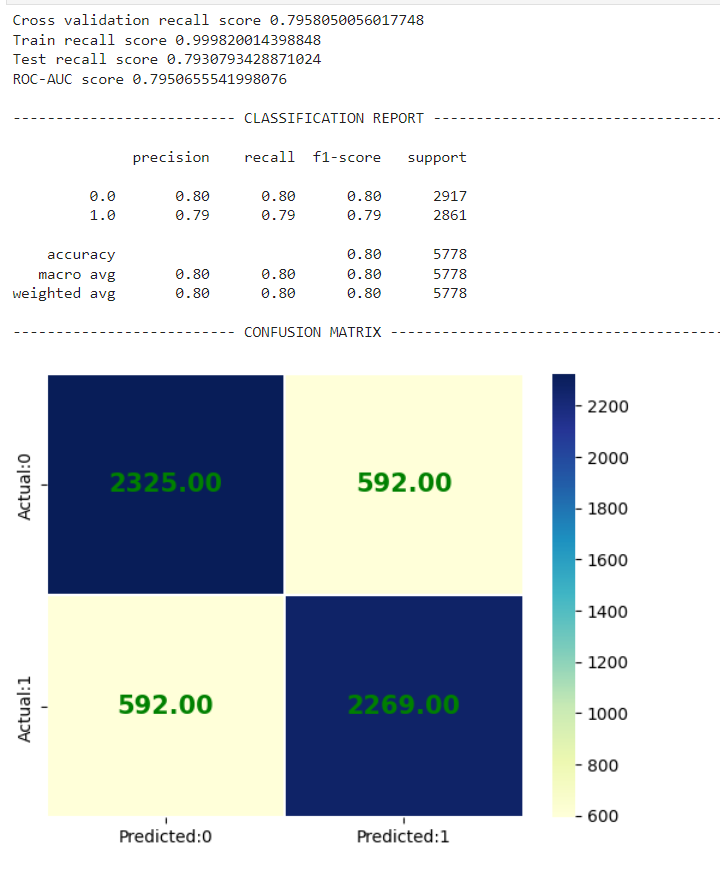 Cross validation recall score 0.7958050056017748
Train recall score 0.999820014398848
Test recall score 0.7930793428871024
ROC-AUC score 0.7950655541998076
-------------------------- CLASSIFICATION REPORT ----------------------------------
precision recall f1-score support
0.0 0.80 0.80 0.80 2917
1.0 0.79 0.79 0.79 2861
accuracy 0.80 5778
macro avg 0.80 0.80 0.80 5778
weighted avg 0.80 0.80 0.80 5778
-------------------------- CONFUSION MATRIX ---------------------------------------
Actual:0
2325.00 592.00
Actual:1
592.00 2269.00
Predicted:0 Predicted:1
2200
2000
1800
1600
1400
1200
1000
800
600